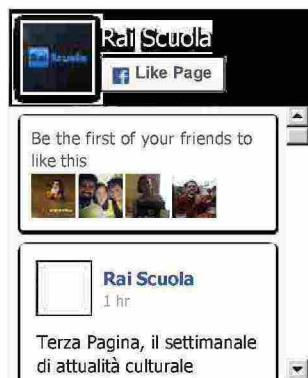 Rai Scuola
Like Page
Be the first of your friends to
like this
Rai Scuola
1 hr
Terza Pagina, il settimanale
di attualità culturale